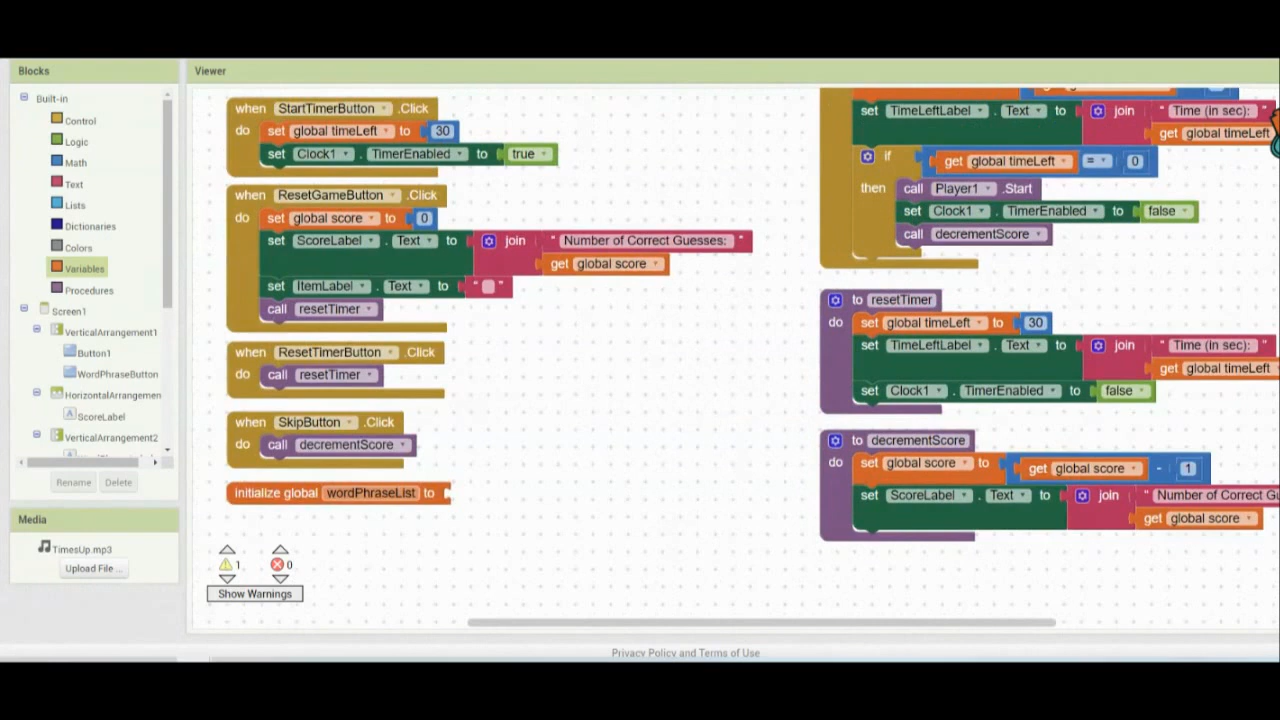 Blocks
Viewer
Built-in
Control
Logic
Math
Text
Lists
Dictionaries
Colors
Variables
Procedures
Screen1
VerticalArrangement1
Button1
WordPhraseButton
HorizontalArrangemen
ScoreLabel
VerticalArrangement2
Rename
Delete
Media
TimesUp.mp3
Upload File ...
when StartTimerButton .Click
do set global timeLeft to 30
set Clock1 . TimerEnabled to true
when ResetGameButton .Click
do set global score to 0
set ScoreLabel . Text to join " Number of Correct Guesses: "
get global score
set ItemLabel . Text to " "
call resetTimer
when ResetTimerButton .Click
do call resetTimer
when SkipButton .Click
do call decrementScore
initialize global wordPhraseList to
1
0
Show Warnings
set TimeLeftLabel . Text to join " Time (in sec): "
get global timeLeft
if get global timeLeft = 0
then call Player1 .Start
set Clock1 . TimerEnabled to false
call decrementScore
to resetTimer
do set global timeLeft to 30
set TimeLeftLabel . Text to join " Time (in sec): "
get global timeLeft
set Clock1 . TimerEnabled to false
to decrementScore
do set global score to get global score - 1
set ScoreLabel . Text to join " Number of Correct G
get global score
Privacy Policy and Terms of Use